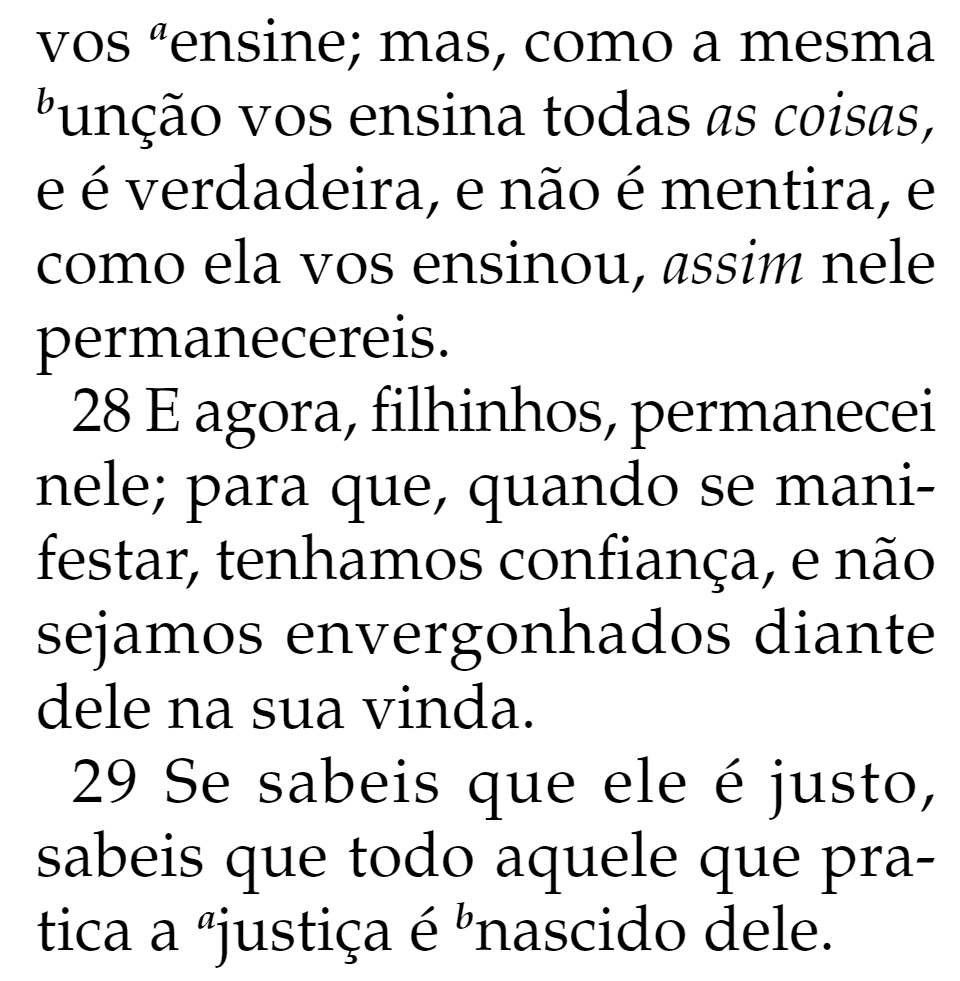 vos ᵃensine; mas, como a mesma
ᵇunção vos ensina todas as coisas,
e é verdadeira, e não é mentira, e
como ela vos ensinou, assim nele
permanecereis.
28 E agora, filhinhos, permanecei
nele; para que, quando se mani-
festar, tenhamos confiança, e não
sejamos envergonhados diante
dele na sua vinda.
29 Se sabeis que ele é justo,
sabeis que todo aquele que pra-
tica a ᵃjustiça é ᵇnascido dele.